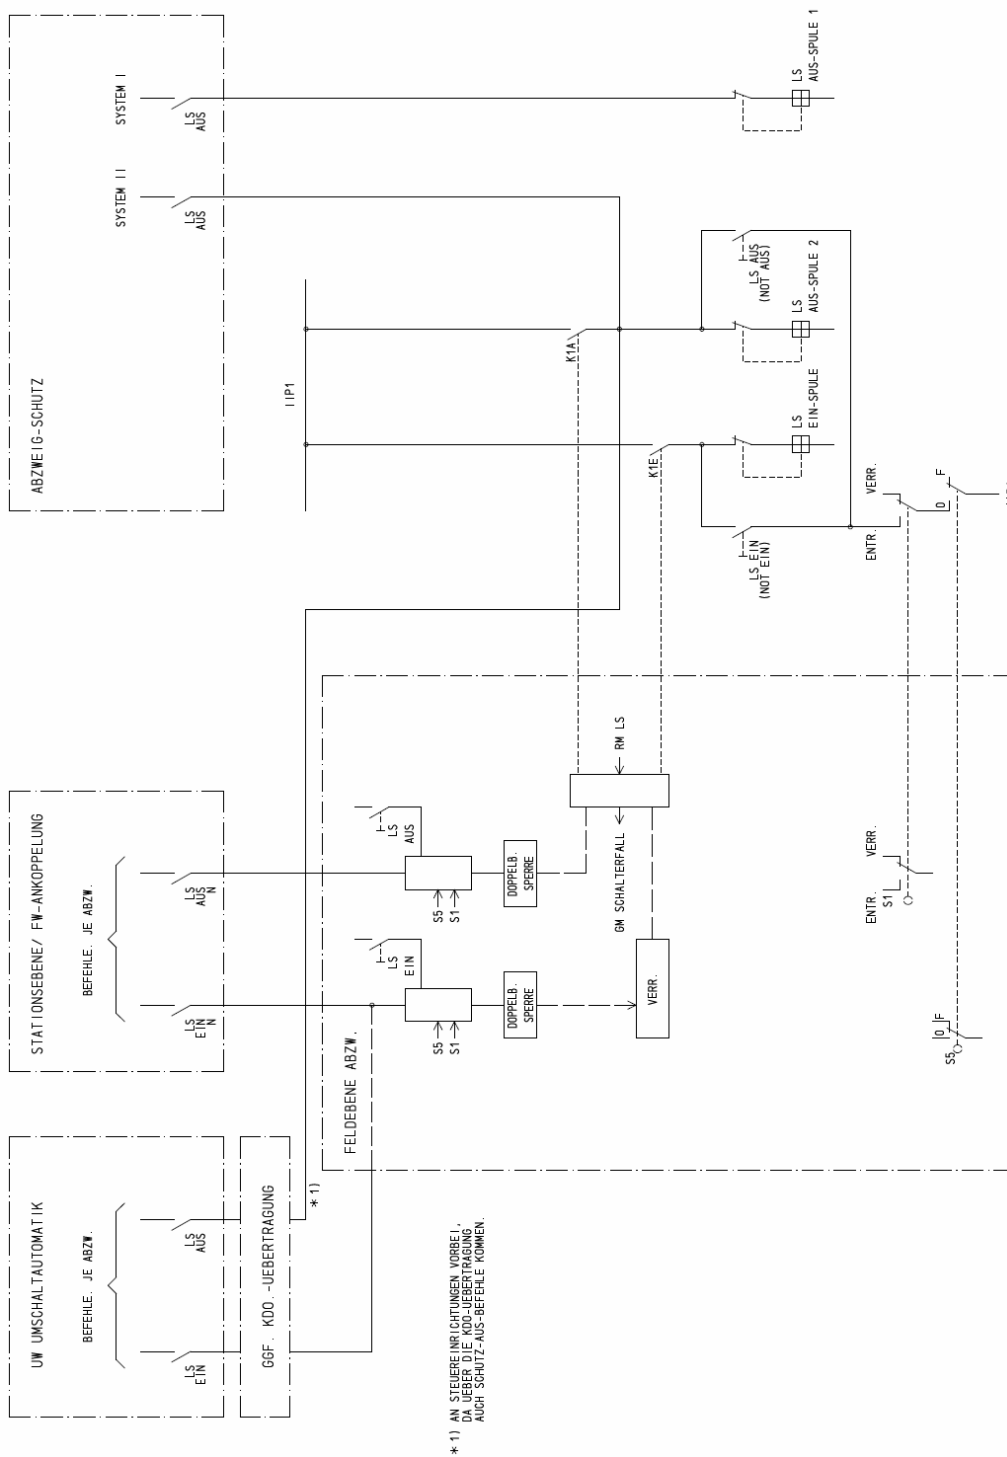 UW UMSCHALTAUTOMATIK
BEFEHLE. JE ABZW.
LS
EIN
LS
AUS
GGF. KDO.-UEBERTRAGUNG
* 1)
* 1) AN STEUEREINRICHTUNGEN VORBEI,
DA UEBER DIE KDO-UEBERTRAGUNG
AUCH SCHUTZ-AUS-BEFEHLE KOMMEN.
STATIONSEBENE/ FW-ANKOPPELUNG
BEFEHLE. JE ABZW.
LS
EIN
N
LS
AUS
N
FELDEBENE ABZW.
LS
EIN
LS
AUS
S5
S1
S5
S1
DOPPELB.
SPERRE
DOPPELB.
SPERRE
VERR.
GM SCHALTERFALL
RM LS
S5
0
F
ENTR.
S1
VERR.
ABZWEIG-SCHUTZ
SYSTEM II
SYSTEM I
LS
AUS
LS
AUS
IIP1
K1E
K1A
LS EIN
(NOT EIN)
LS
EIN-SPULE
LS
AUS-SPULE 2
LS AUS
(NOT AUS)
LS
AUS-SPULE 1
ENTR.
VERR.
0
F